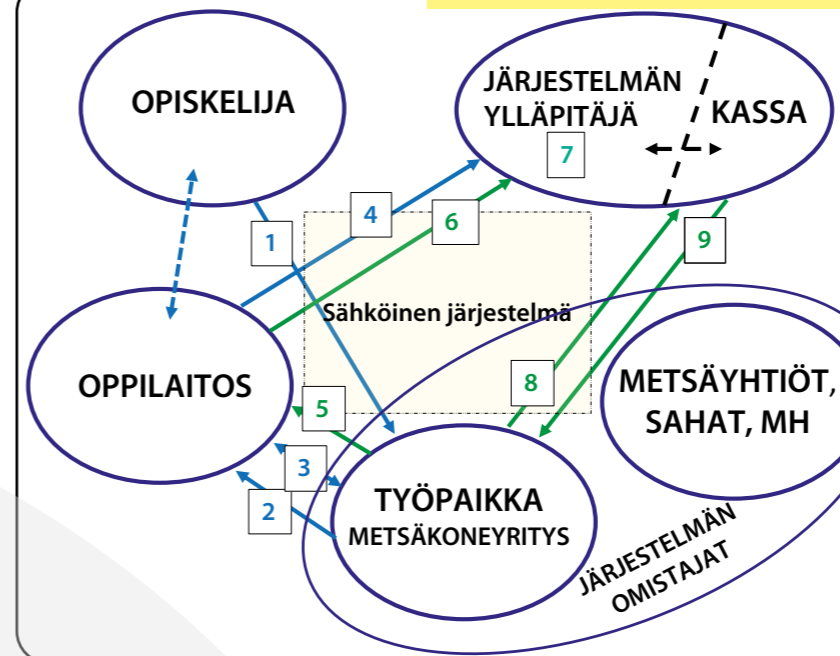 OPISKELIJA
JÄRJESTELMÄN
YLLÄPITÄJÄ
KASSA
7
4
6
1
9
Sähköinen järjestelmä
OPPILAITOS
8
METSÄYHTIÖT,
SAHAT, MH
5
3
2
TYÖPAIKKA
METSÄKONEYRITYS
JÄRJESTELMÄN
OMISTAJAT